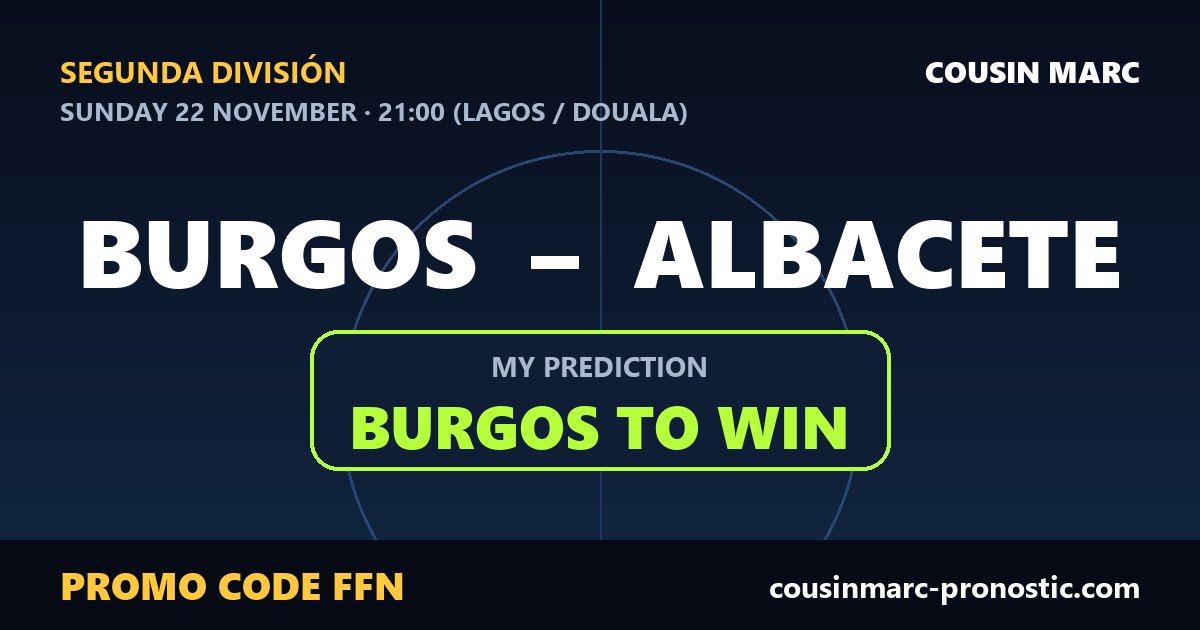 SEGUNDA DIVISIÓN
COUSIN MARC
SUNDAY 22 NOVEMBER · 21:00 (LAGOS / DOUALA)
BURGOS – ALBACETE
MY PREDICTION
BURGOS TO WIN
PROMO CODE FFN
cousinmarc-pronostic.com